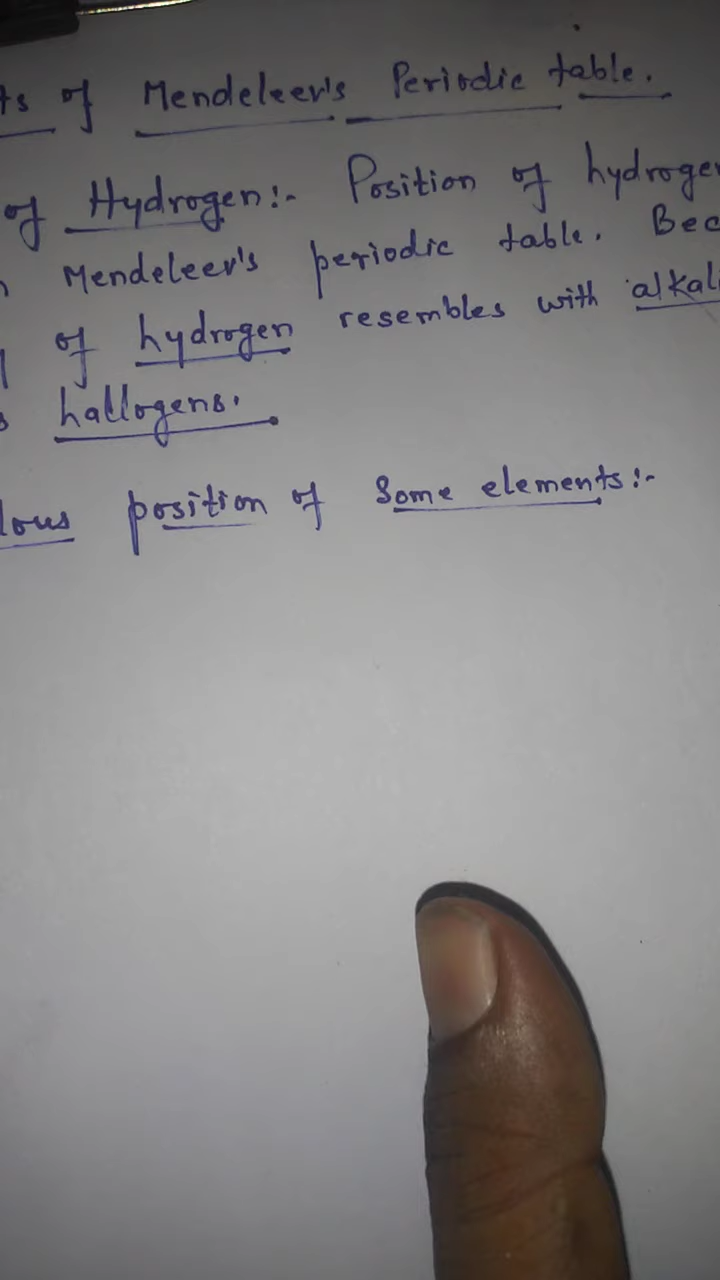 ts of Mendeleev's Periodic table.
of Hydrogen:- Position of hydroge
n Mendeleev's periodic table. Bec
of hydrogen resembles with alkal
s hallogens.
lous position of Some elements:-